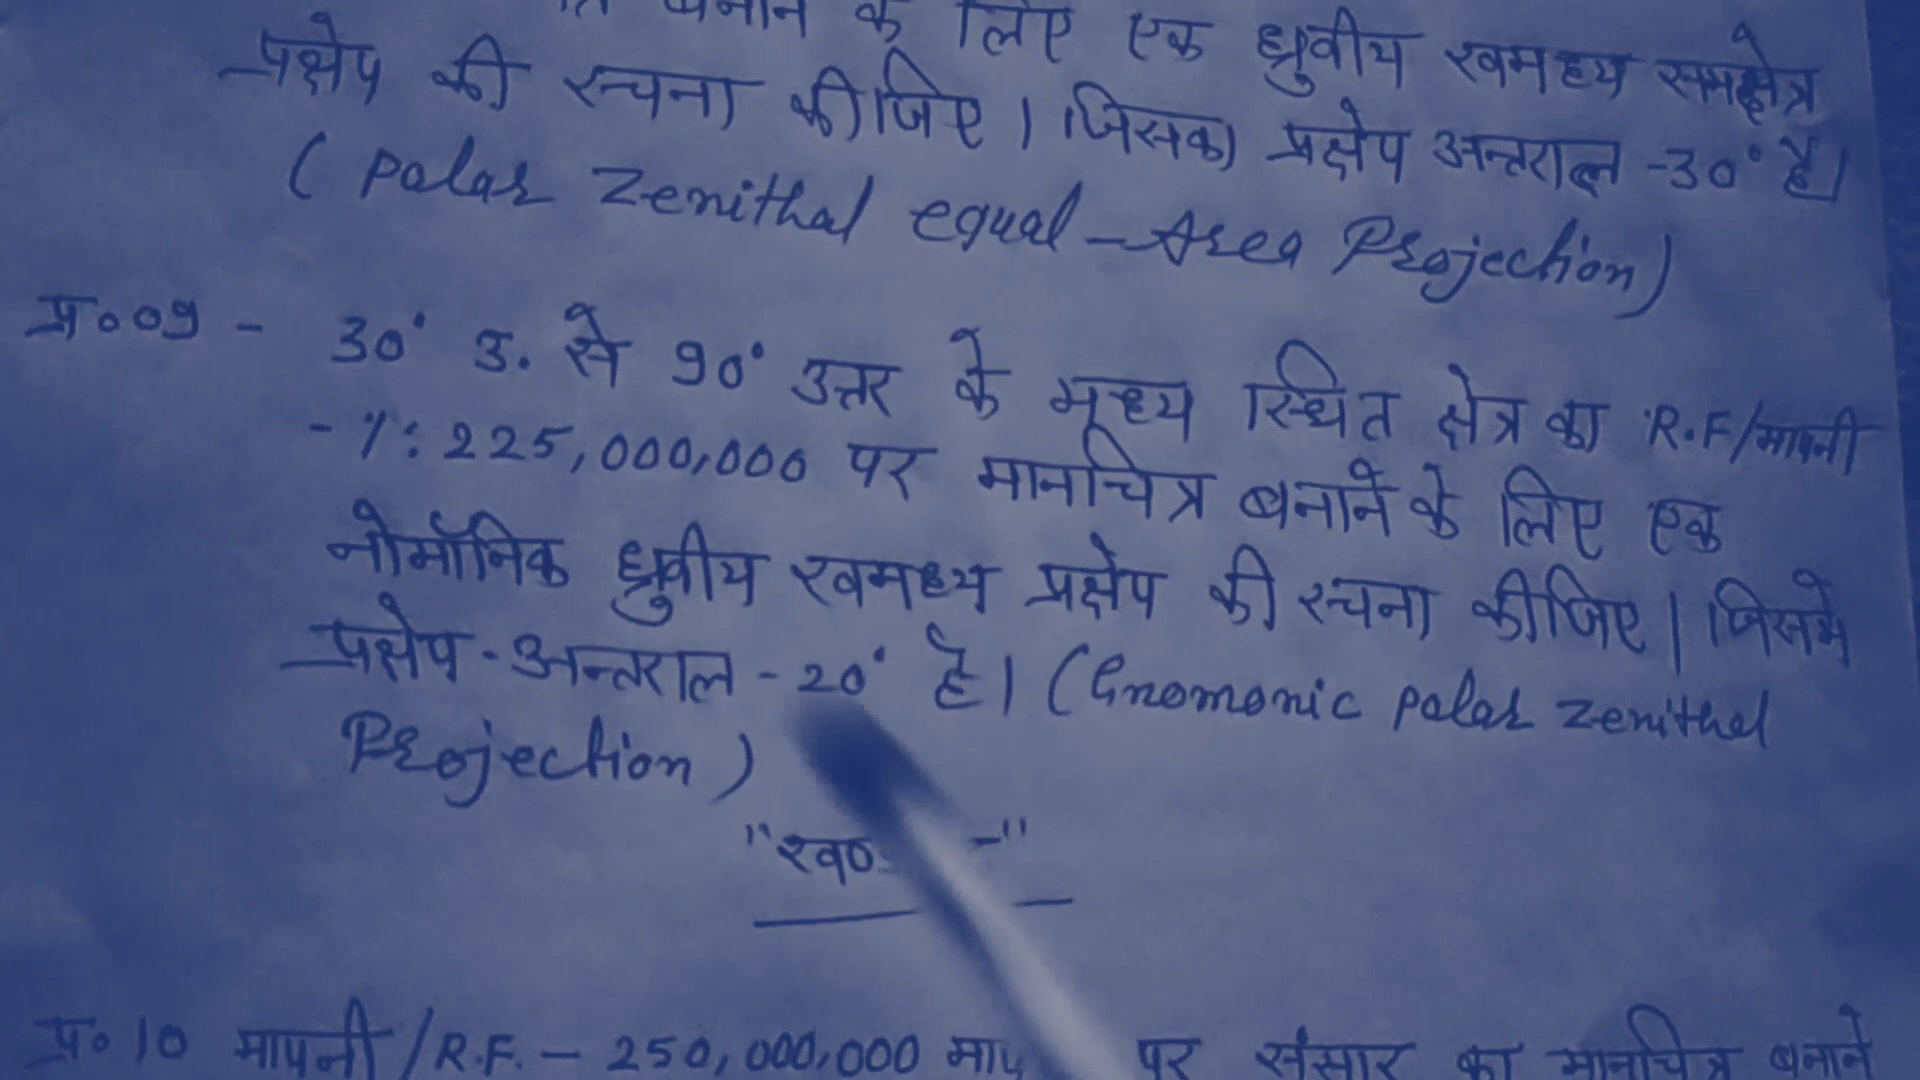 बनाने के लिए एक ध्रुवीय खमध्य समक्षेत्र
प्रक्षेप की रचना कीजिए। जिसका प्रक्षेप अन्तराल -30° है।
( Polar Zenithal equal - Area Projection)
प्र०09 - 30° उ. से 90° उत्तर के मध्य स्थित क्षेत्र का R.F/मापनी
- 1: 225,000,000 पर मानचित्र बनाने के लिए एक
नोमॉनिक ध्रुवीय खमध्य प्रक्षेप की रचना कीजिए। जिसमे
प्रक्षेप - अन्तराल - 20° है। (Gnomonic Polar Zenithal
Projection)
प्र० 10 मापनी /R.F. - 250,000,000 पर संसार का मानचित्र बनाने